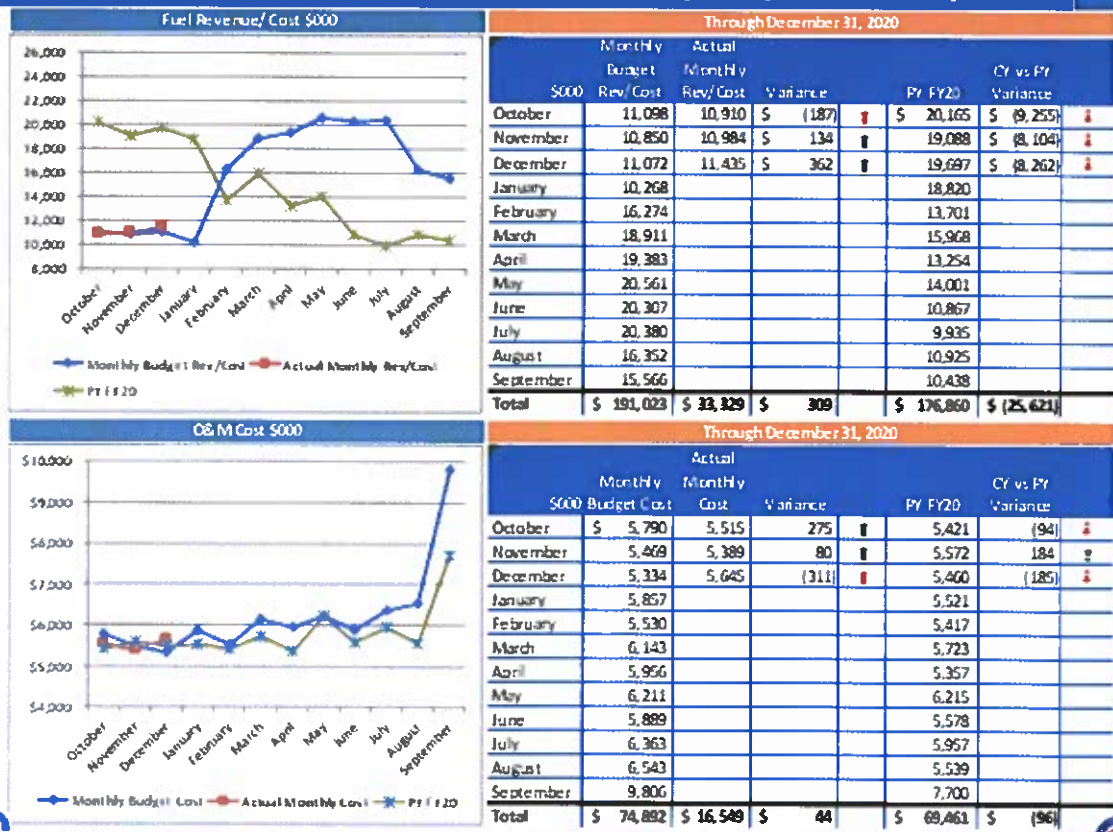 Fuel Revenue/ Cost $000
26,000
24,000
22,000
20,000
18,000
16,000
14,000
12,000
10,000
8,000
October November December January February March April May June July August September
Monthly Budget Rev/Cost Actual Monthly Rev/Cost
PY FY20
Through December 31, 2020
$000 Monthly Budget Rev/Cost Actual Monthly Rev/Cost Variance PY FY20 CY vs PY Variance
October 11,098 10,910 $ (187) $ 20,165 $ (9,255)
November 10,850 10,984 $ 134 19,088 $ (8,104)
December 11,072 11,435 $ 362 19,697 $ (8,262)
January 10,268 18,820
February 16,274 13,701
March 18,911 15,968
April 19,383 13,254
May 20,561 14,001
June 20,307 10,867
July 20,380 9,935
August 16,352 10,925
September 15,566 10,438
Total $ 191,023 $ 33,329 $ 309 $ 176,860 $ (25,621)
O&M Cost $000
$10,000
$9,000
$8,000
$7,000
$6,000
$5,000
$4,000
October November December January February March April May June July August September
Monthly Budget Cost Actual Monthly Cost PY FY20
Through December 31, 2020
$000 Monthly Budget Cost Actual Monthly Cost Variance PY FY20 CY vs PY Variance
October $ 5,790 5,515 275 5,421 (94)
November 5,469 5,389 80 5,572 184
December 5,334 5,645 (311) 5,460 (185)
January 5,857 5,521
February 5,530 5,417
March 6,143 5,723
April 5,956 5,357
May 6,211 6,215
June 5,889 5,578
July 6,363 5,957
August 6,543 5,539
September 9,806 7,700
Total $ 74,892 $ 16,549 $ 44 $ 69,461 $ (96)